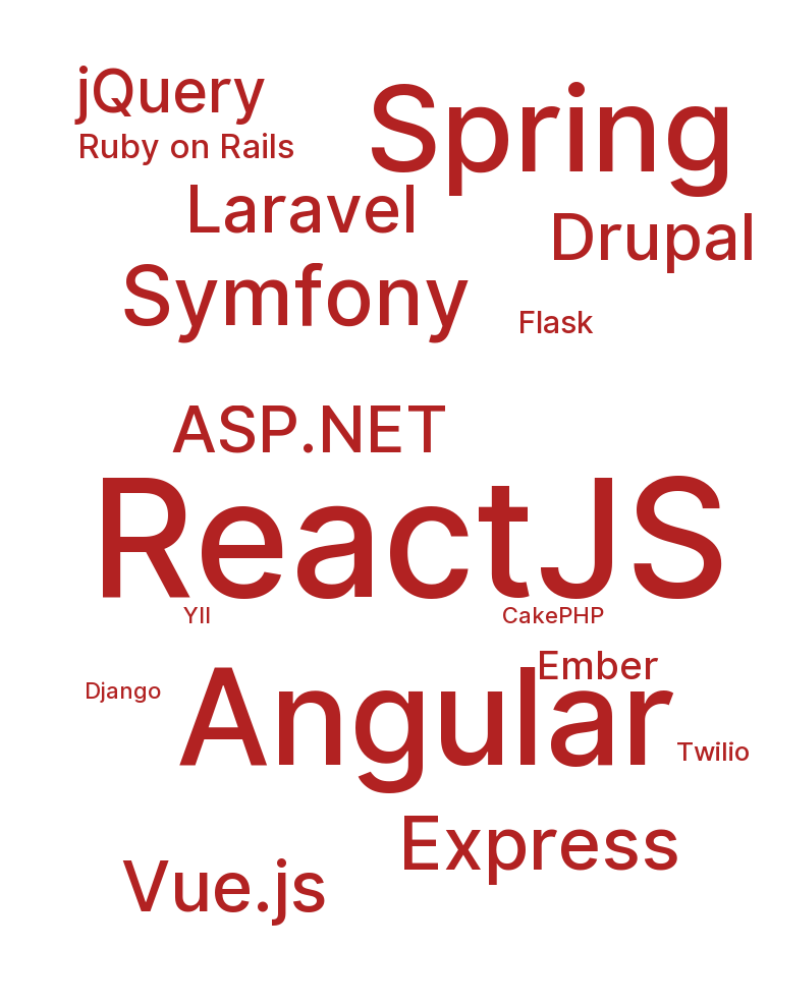 jQuery
Spring
Ruby on Rails
Laravel
Drupal
Symfony
Flask
ASP.NET
ReactJS
YII
CakePHP
Ember
Django
Angular
Twilio
Express
Vue.js